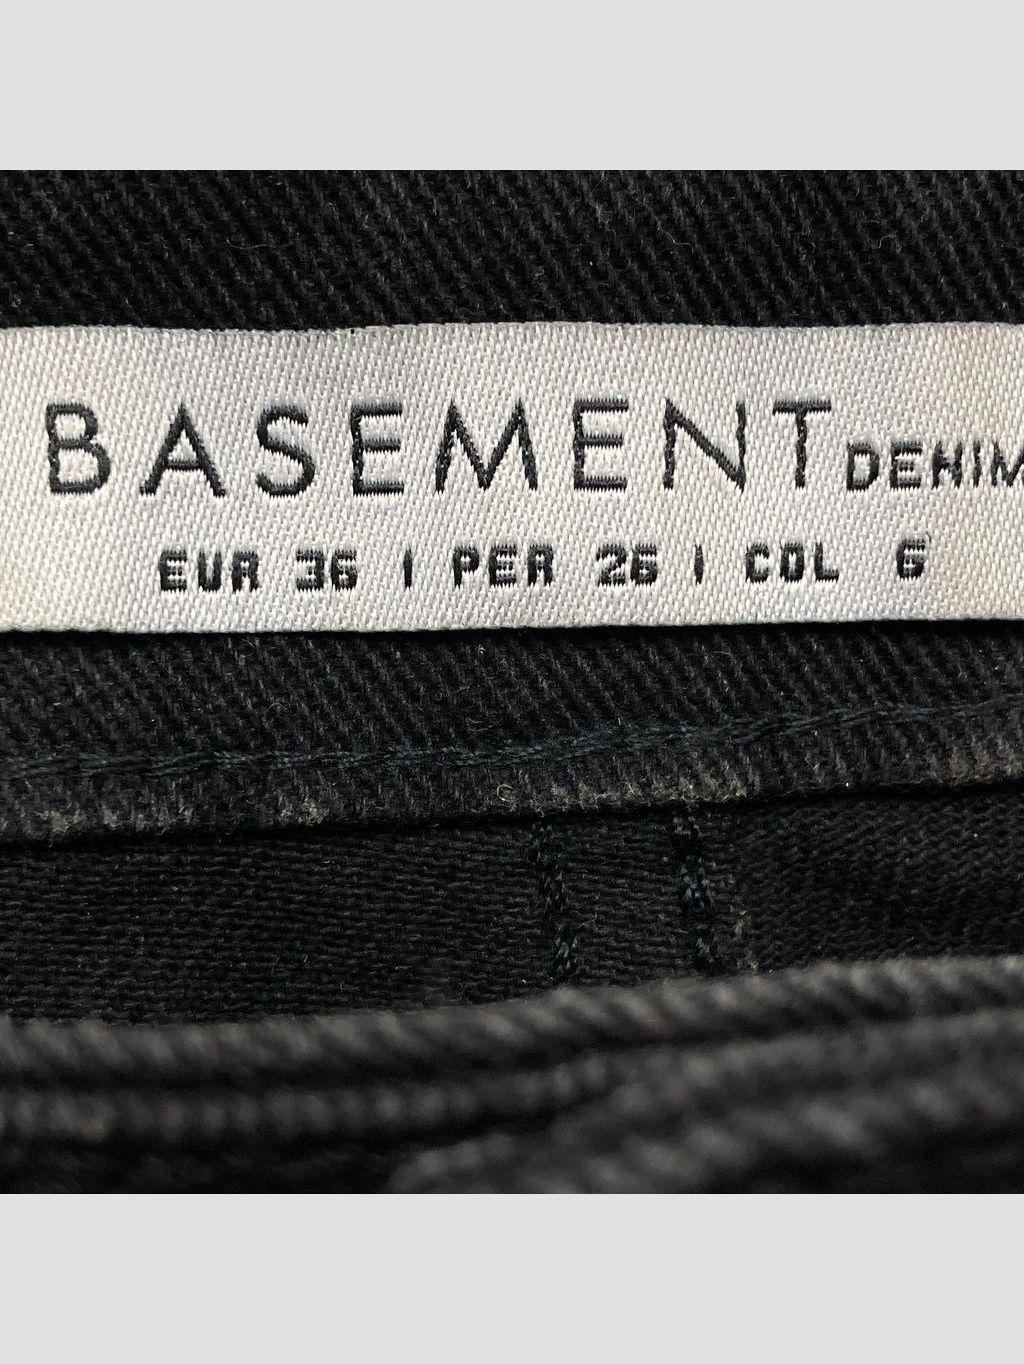 BASEMENT DENIM
EUR 36 | PER 26 | COL 6